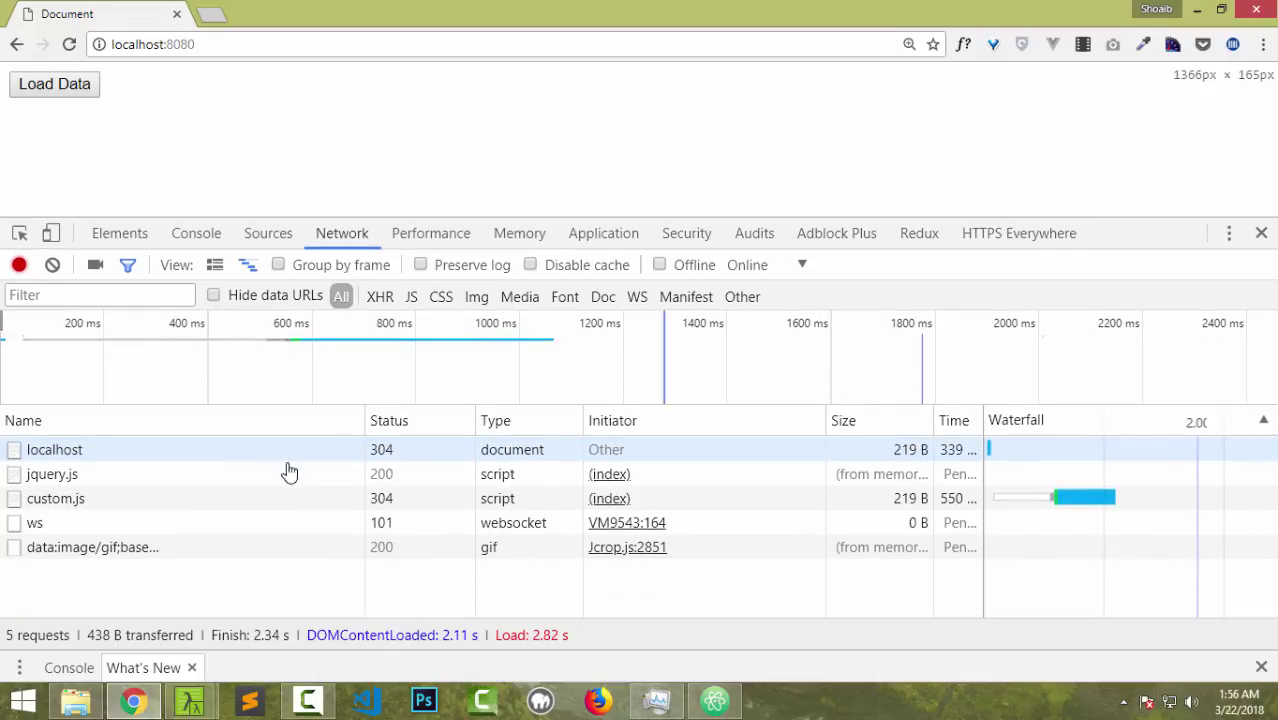 Document
Shoaib
localhost:8080
f?
Load Data
1366px × 165px
Elements Console Sources Network Performance Memory Application Security Audits Adblock Plus Redux HTTPS Everywhere
View: Group by frame Preserve log Disable cache Offline Online
Filter Hide data URLs All XHR JS CSS Img Media Font Doc WS Manifest Other
200 ms 400 ms 600 ms 800 ms 1000 ms 1200 ms 1400 ms 1600 ms 1800 ms 2000 ms 2200 ms 2400 ms
Name Status Type Initiator Size Time Waterfall 2.00
localhost 304 document Other 219 B 339 ...
jquery.js 200 script (index) (from memor... Pen...
custom.js 304 script (index) 219 B 550 ...
ws 101 websocket VM9543:164 0 B Pen...
data:image/gif;base... 200 gif Jcrop.js:2851 (from memor... Pen...
5 requests | 438 B transferred | Finish: 2.34 s | DOMContentLoaded: 2.11 s | Load: 2.82 s
Console What's New
Ps
1:56 AM
3/22/2018